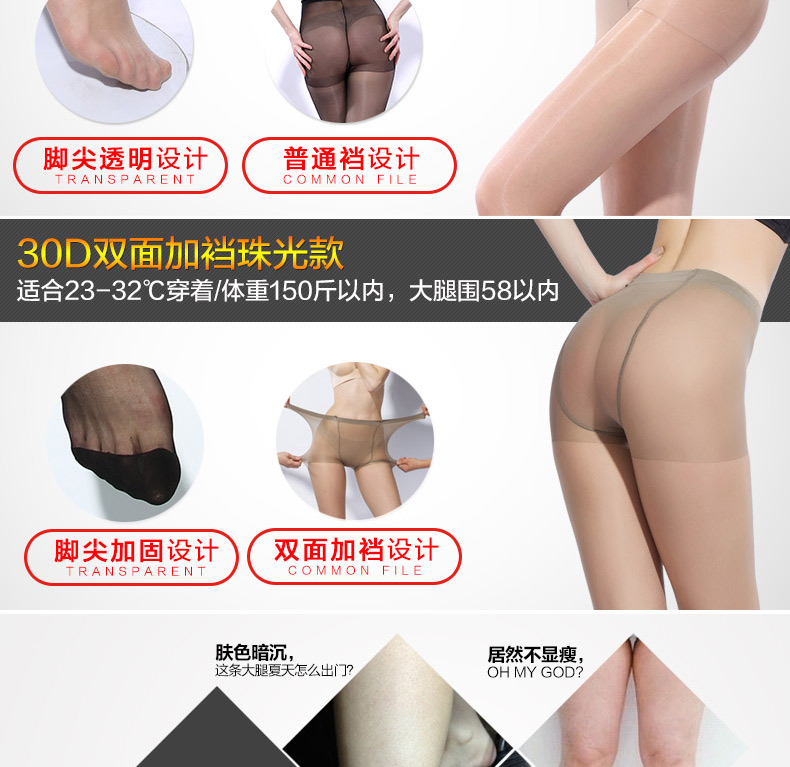 脚尖透明设计
TRANSPARENT
普通裆设计
COMMON FILE
30D双面加裆珠光款
适合23-32℃穿着/体重150斤以内，大腿围58以内
脚尖加固设计
TRANSPARENT
双面加裆设计
COMMON FILE
肤色暗沉，
这条大腿夏天怎么出门?
居然不显瘦，
OH MY GOD?